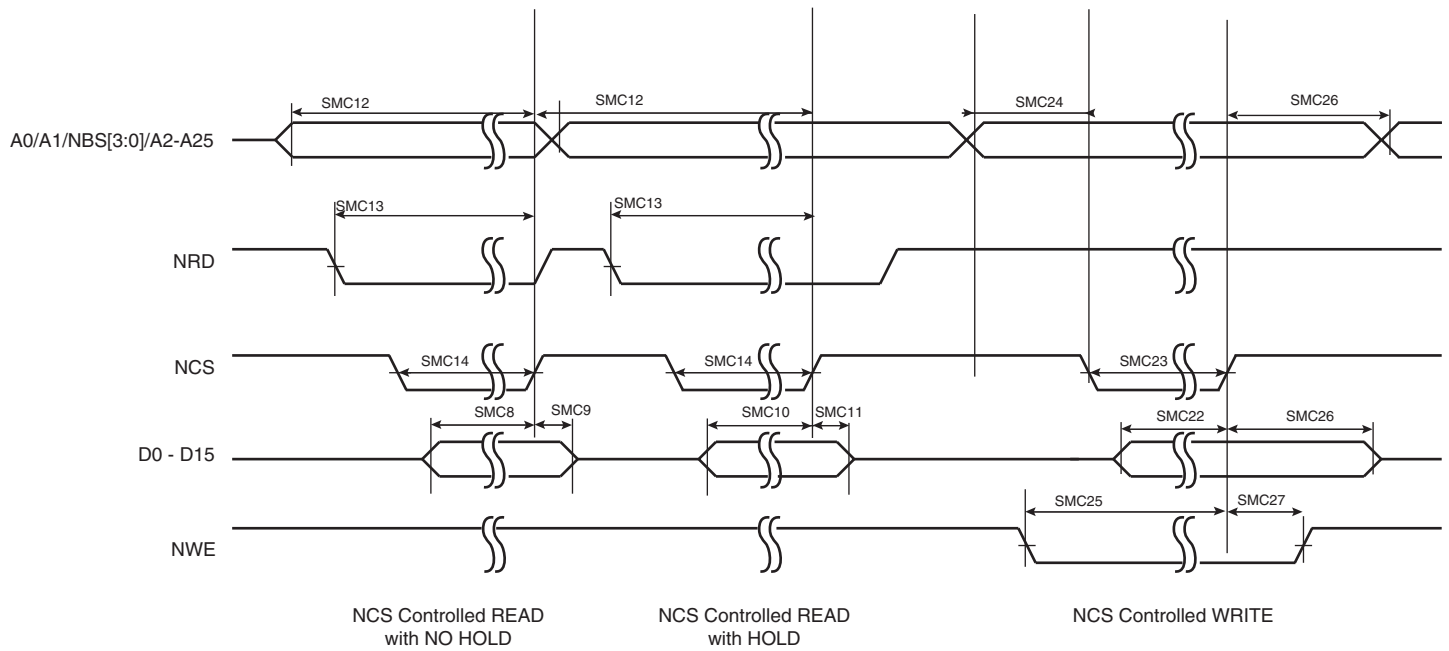 SMC12
SMC12
SMC24
SMC26
A0/A1/NBS[3:0]/A2-A25
SMC13
SMC13
NRD
NCS
SMC14
SMC14
SMC23
SMC8
SMC9
SMC10
SMC11
SMC22
SMC26
D0 - D15
SMC25
SMC27
NWE
NCS Controlled READ
with NO HOLD
NCS Controlled READ
with HOLD
NCS Controlled WRITE